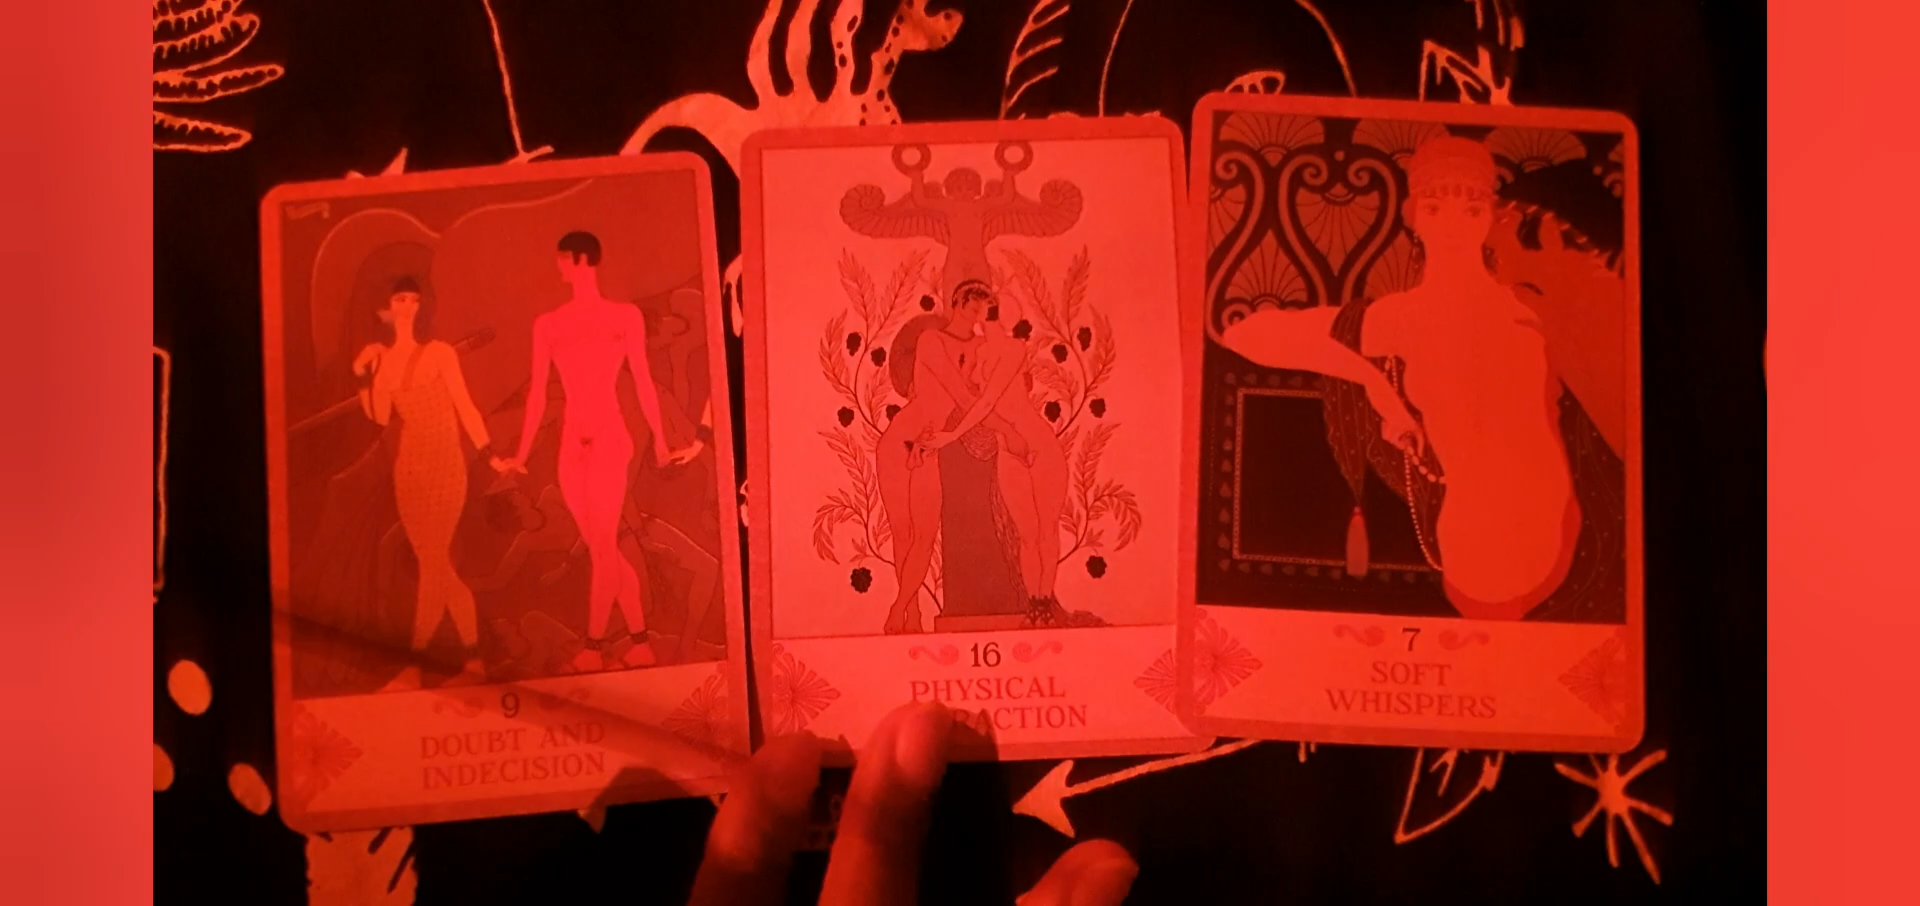 9
DOUBT AND
INDECISION
16
PHYSICAL
7
SOFT
WHISPERS